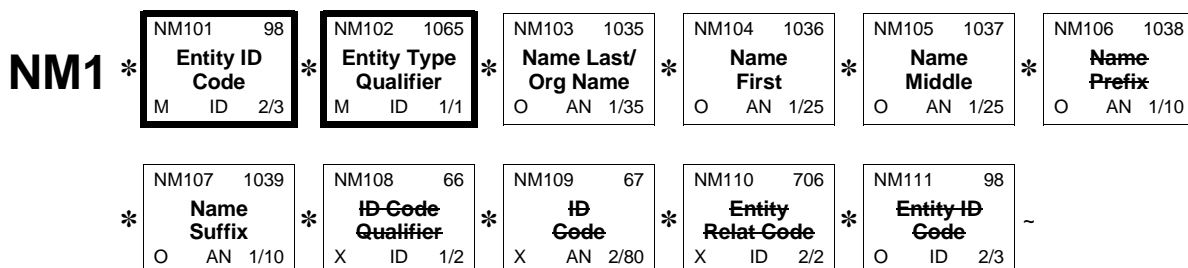 NM101 98 NM102 1065 NM103 1035 NM104 1036 NM105 1037 NM106 1038
NM1 * Entity ID Code * Entity Type Qualifier * Name Last/ Org Name * Name First * Name Middle * Name Prefix
M ID 2/3 M ID 1/1 O AN 1/35 O AN 1/25 O AN 1/25 O AN 1/10
NM107 1039 NM108 66 NM109 67 NM110 706 NM111 98
* Name Suffix * ID Code Qualifier * ID Code * Entity Relat Code * Entity ID Code ~
O AN 1/10 X ID 1/2 X AN 2/80 X ID 2/2 O ID 2/3